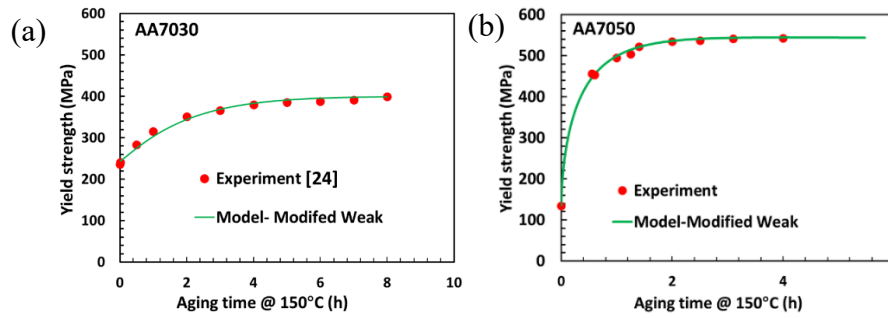 (a)
AA7030
Yield strength (MPa)
600
500
400
300
200
100
0
Experiment [24]
Model- Modifed Weak
0 2 4 6 8 10
Aging time @ 150°C (h)
(b)
AA7050
Yield strength (MPa)
600
500
400
300
200
100
0
Experiment
Model-Modified Weak
0 2 4
Aging time @ 150°C (h)